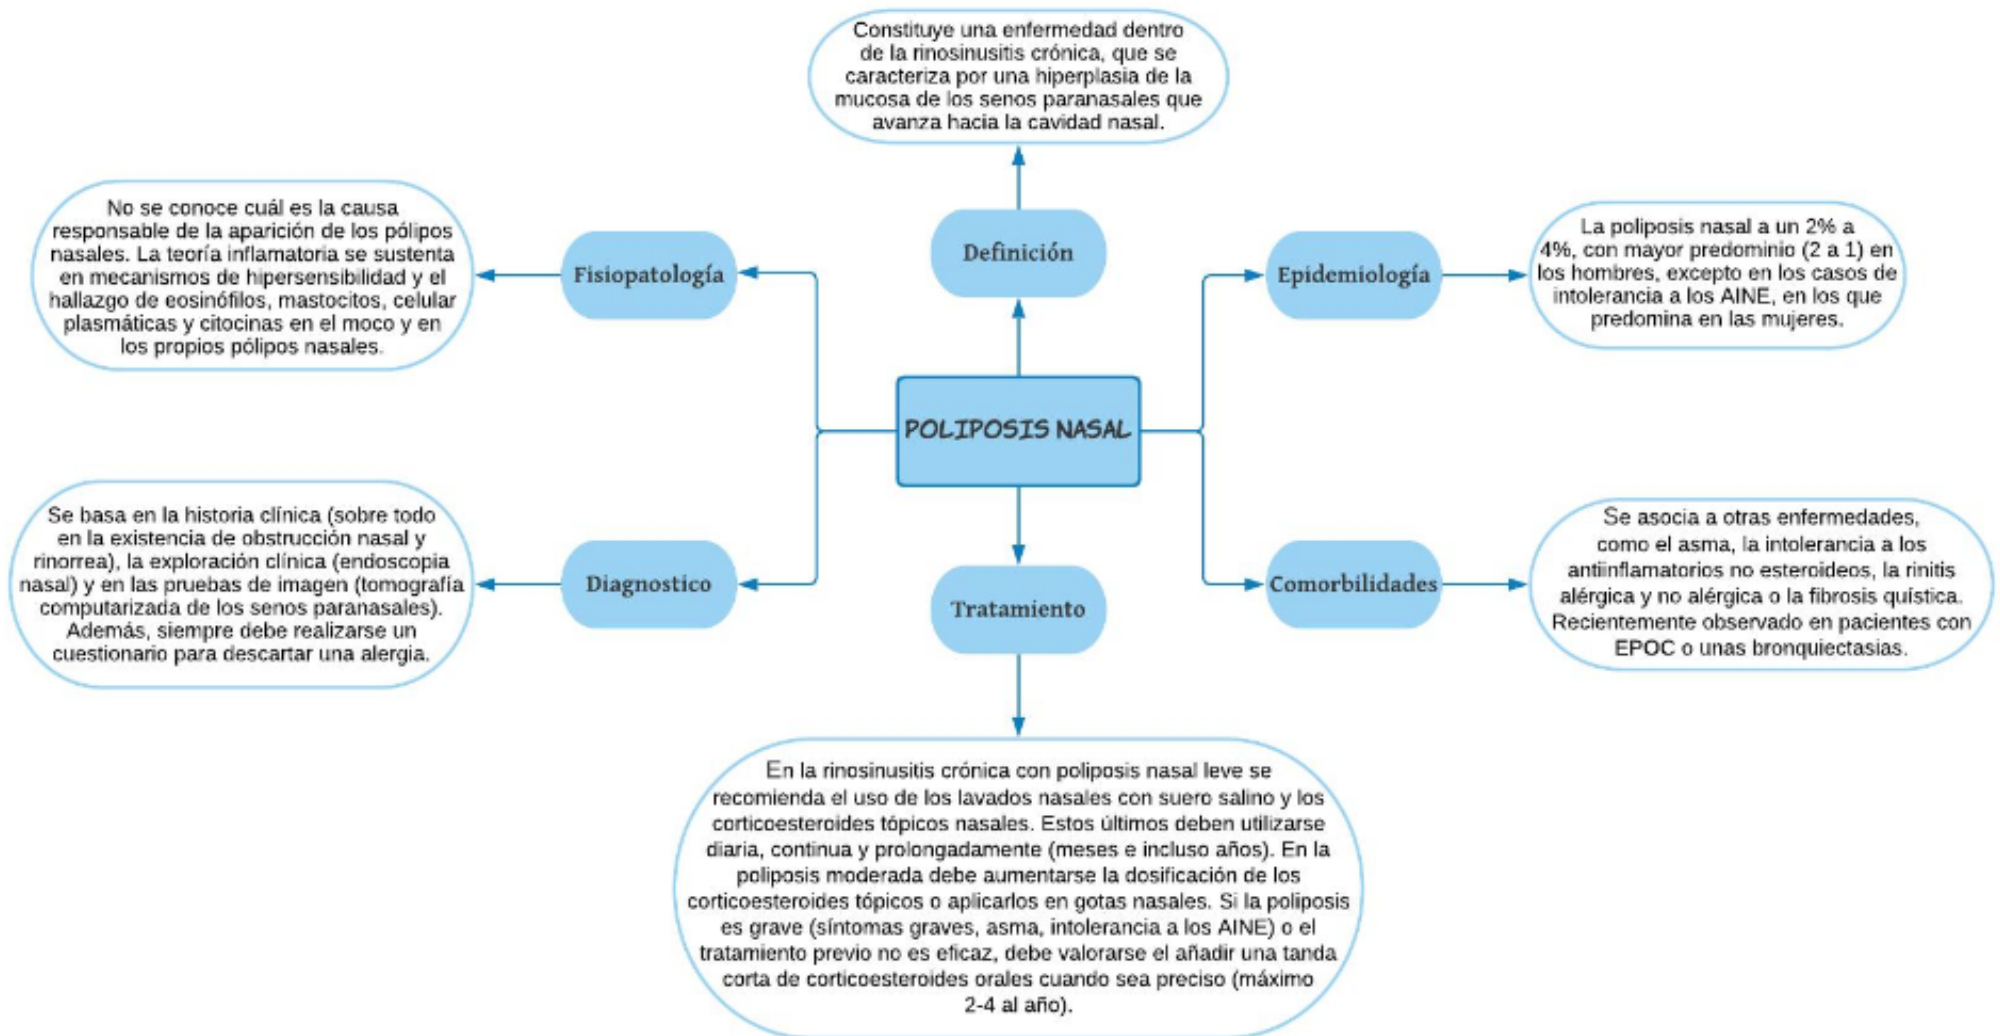 Constituye una enfermedad dentro
de la rinosinusitis crónica, que se
caracteriza por una hiperplasia de la
mucosa de los senos paranasales que
avanza hacia la cavidad nasal.
Definición
No se conoce cuál es la causa
responsable de la aparición de los pólipos
nasales. La teoría inflamatoria se sustenta
en mecanismos de hipersensibilidad y el
hallazgo de eosinófilos, mastocitos, celular
plasmáticas y citocinas en el moco y en
los propios pólipos nasales.
Fisiopatología
Epidemiología
La poliposis nasal a un 2% a
4%, con mayor predominio (2 a 1) en
los hombres, excepto en los casos de
intolerancia a los AINE, en los que
predomina en las mujeres.
POLIPOSIS NASAL
Se basa en la historia clínica (sobre todo
en la existencia de obstrucción nasal y
rinorrea), la exploración clínica (endoscopia
nasal) y en las pruebas de imagen (tomografía
computarizada de los senos paranasales).
Además, siempre debe realizarse un
cuestionario para descartar una alergia.
Diagnostico
Tratamiento
Comorbilidades
Se asocia a otras enfermedades,
como el asma, la intolerancia a los
antiinflamatorios no esteroideos, la rinitis
alérgica y no alérgica o la fibrosis quística.
Recientemente observado en pacientes con
EPOC o unas bronquiectasias.
En la rinosinusitis crónica con poliposis nasal leve se
recomienda el uso de los lavados nasales con suero salino y los
corticoesteroides tópicos nasales. Estos últimos deben utilizarse
diaria, continua y prolongadamente (meses e incluso años). En la
poliposis moderada debe aumentarse la dosificación de los
corticoesteroides tópicos o aplicarlos en gotas nasales. Si la poliposis
es grave (síntomas graves, asma, intolerancia a los AINE) o el
tratamiento previo no es eficaz, debe valorarse el añadir una tanda
corta de corticoesteroides orales cuando sea preciso (máximo
2-4 al año).